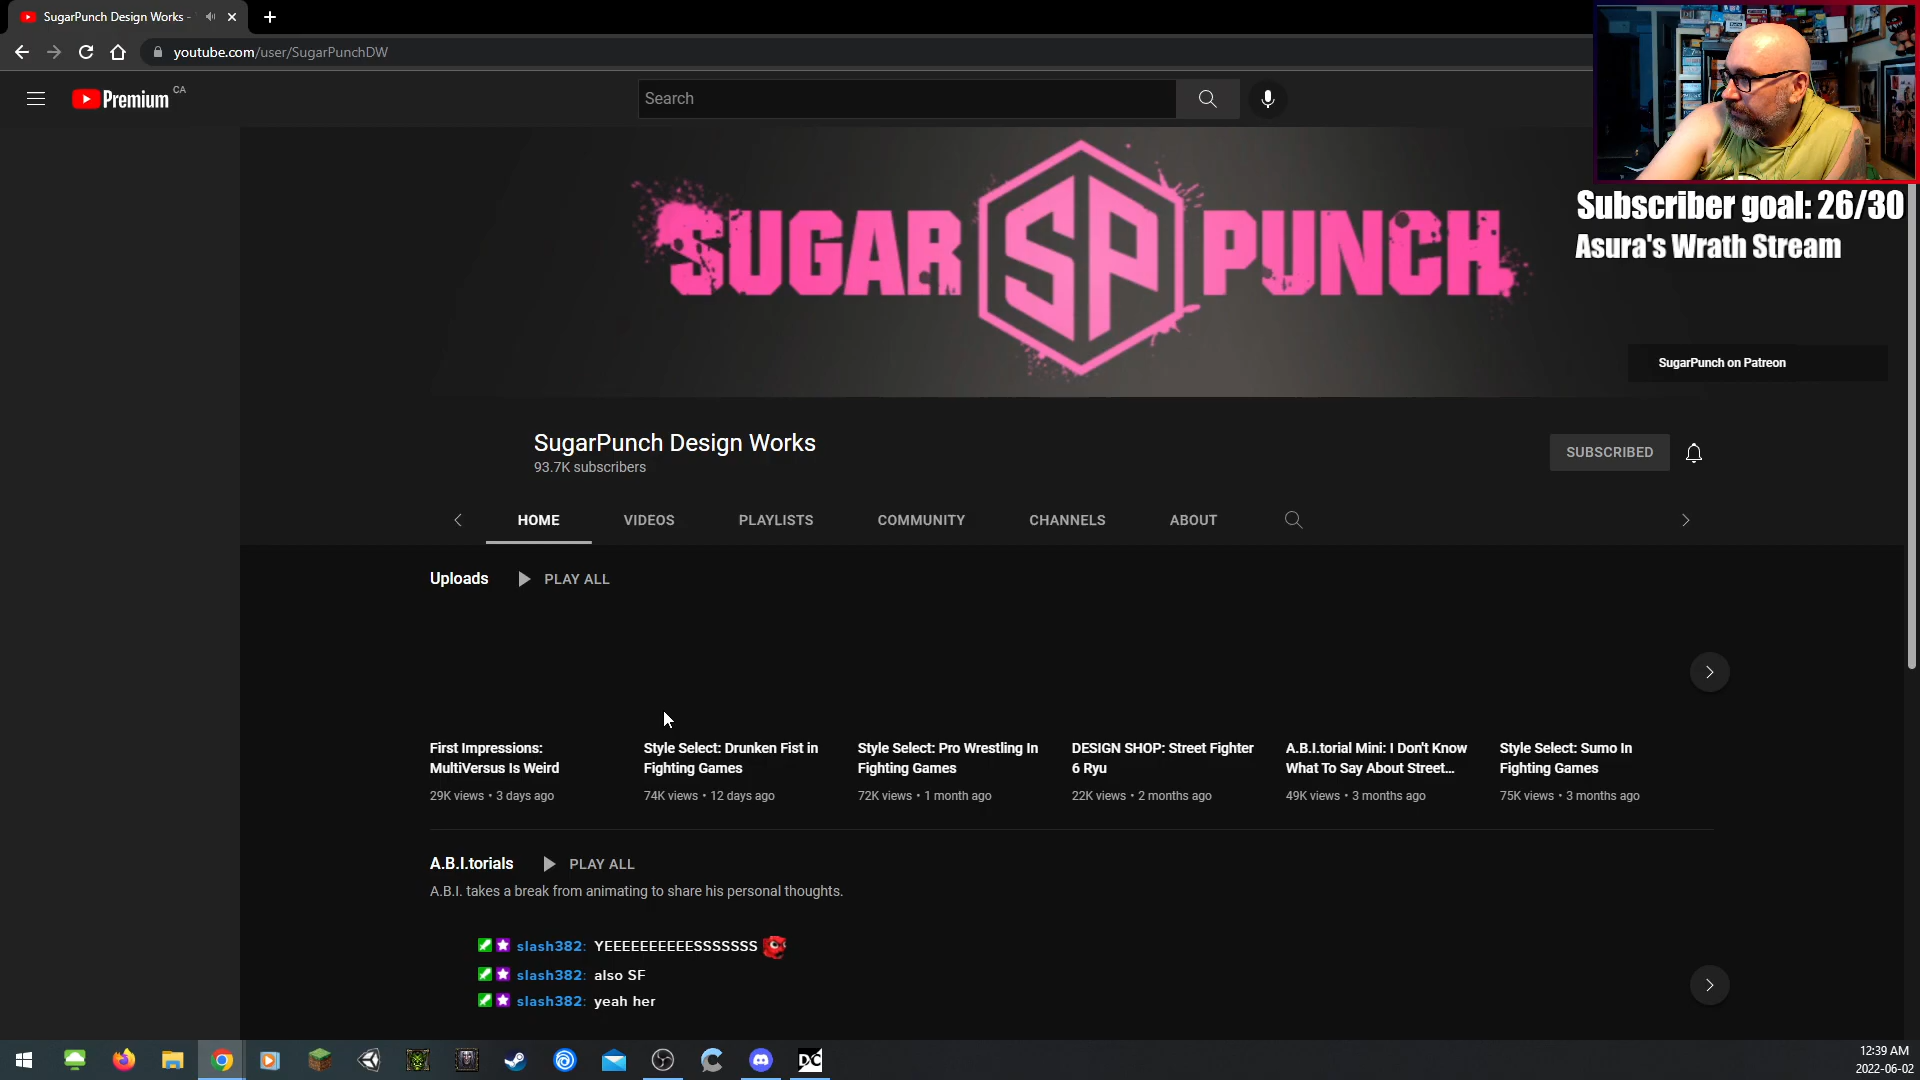 SugarPunch Design Works -
youtube.com/user/SugarPunchDW
Premium CA
Search
SUGAR SP PUNCH
Subscriber goal: 26/30
Asura's Wrath Stream
SugarPunch on Patreon
SugarPunch Design Works
93.7K subscribers
SUBSCRIBED
HOME VIDEOS PLAYLISTS COMMUNITY CHANNELS ABOUT
Uploads PLAY ALL
First Impressions:
MultiVersus Is Weird
29K views • 3 days ago
Style Select: Drunken Fist in
Fighting Games
74K views • 12 days ago
Style Select: Pro Wrestling In
Fighting Games
72K views • 1 month ago
DESIGN SHOP: Street Fighter
6 Ryu
22K views • 2 months ago
A.B.I.torial Mini: I Don't Know
What To Say About Street...
49K views • 3 months ago
Style Select: Sumo In
Fighting Games
75K views • 3 months ago
A.B.I.torials PLAY ALL
A.B.I. takes a break from animating to share his personal thoughts.
slash382: YEEEEEEEEEESSSSSSS
slash382: also SF
slash382: yeah her
DC
12:39 AM
2022-06-02